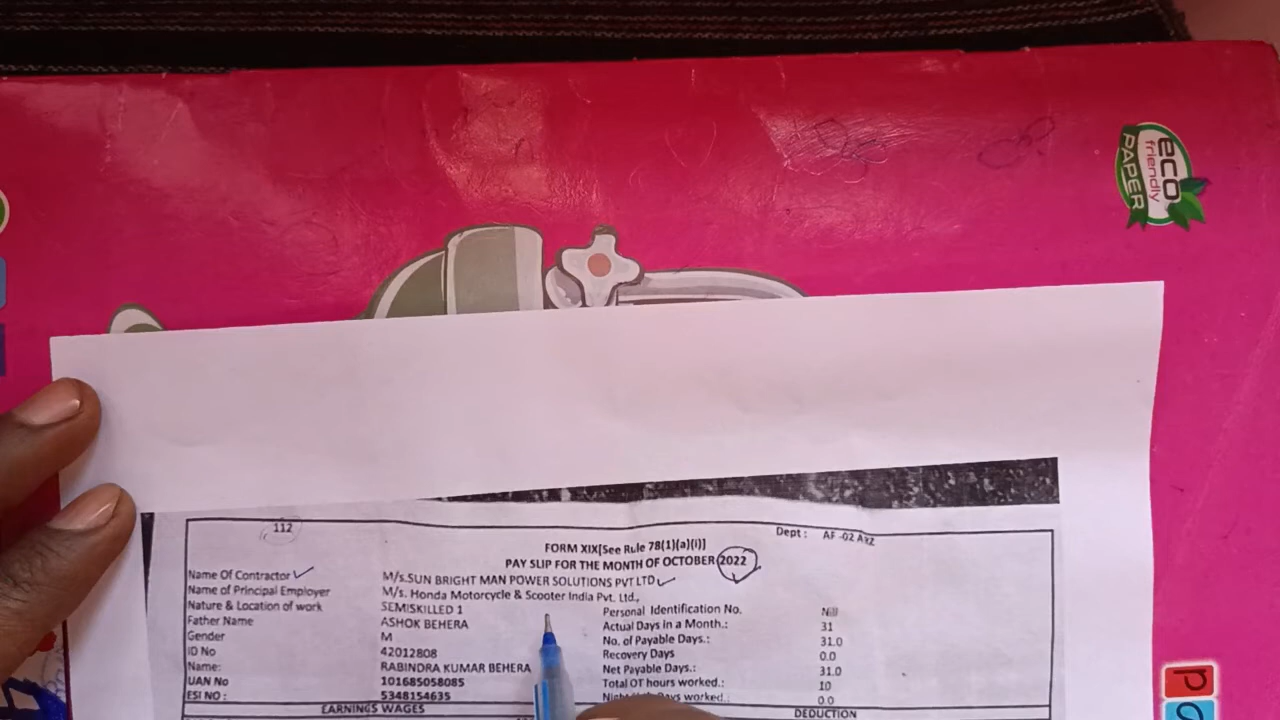 eco
friendly
PAPER
112
Dept : AF -02
FORM XIX[See Rule 78(1)(a)(i)]
PAY SLIP FOR THE MONTH OF OCTOBER 2022
Name Of Contractor M/s.SUN BRIGHT MAN POWER SOLUTIONS PVT LTD
Name of Principal Employer M/s. Honda Motorcycle & Scooter India Pvt. Ltd.,
Nature & Location of work SEMISKILLED 1 Personal Identification No. Nill
Father Name ASHOK BEHERA Actual Days in a Month.: 31
Gender M No. of Payable Days.: 31.0
ID No 42012808 Recovery Days 0.0
Name: RABINDRA KUMAR BEHERA Net Payable Days.: 31.0
UAN No 101685058085 Total OT hours worked.: 10
ESI NO : 5348154635 worked.: 0.0
EARNINGS WAGES DEDUCTION